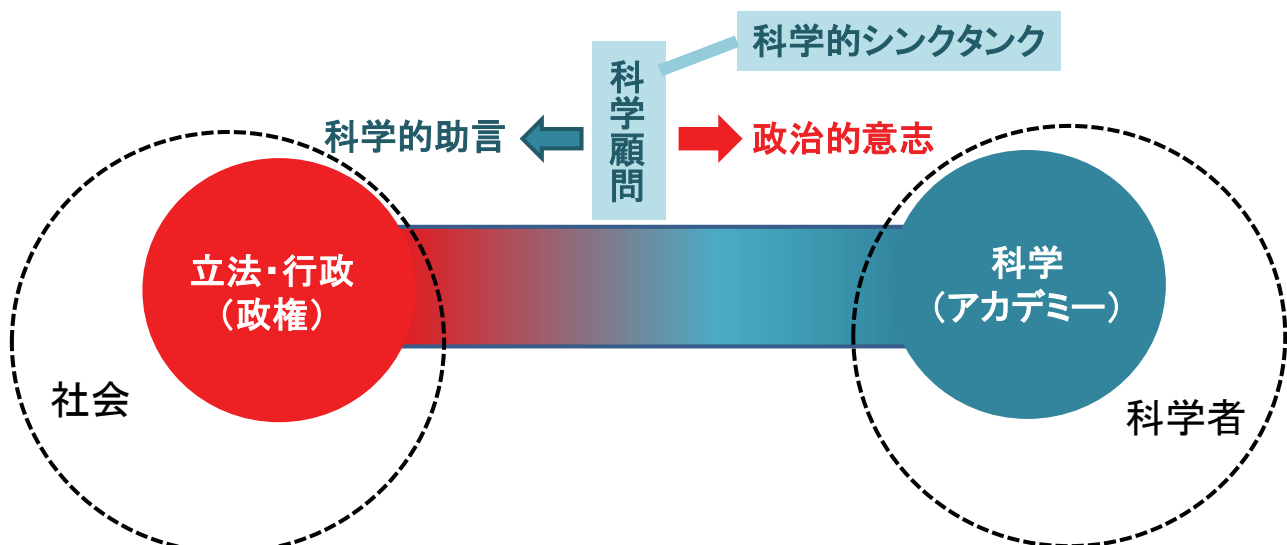 科学的シンクタンク
科学顧問
科学的助言
政治的意志
立法・行政
（政権）
科学
（アカデミー）
社会
科学者